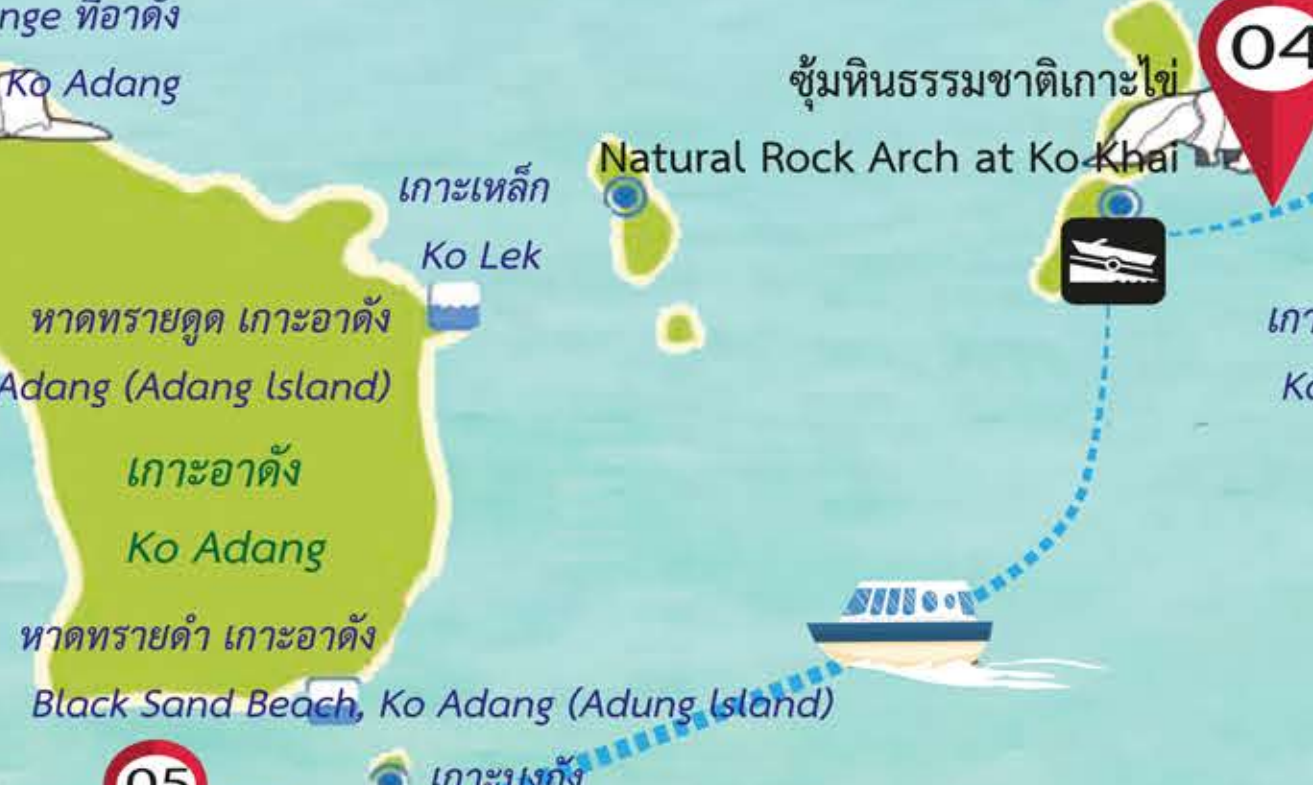 nge ที่อาดัง
Ko Adang
ซุ้มหินธรรมชาติเกาะไข่
Natural Rock Arch at Ko Khai
04
เกาะเหล็ก
Ko Lek
หาดทรายดูด เกาะอาดัง
Adang (Adang lsland)
เกาะอาดัง
Ko Adang
หาดทรายดำ เกาะอาดัง
Black Sand Beach, Ko Adang (Adung lsland)
05